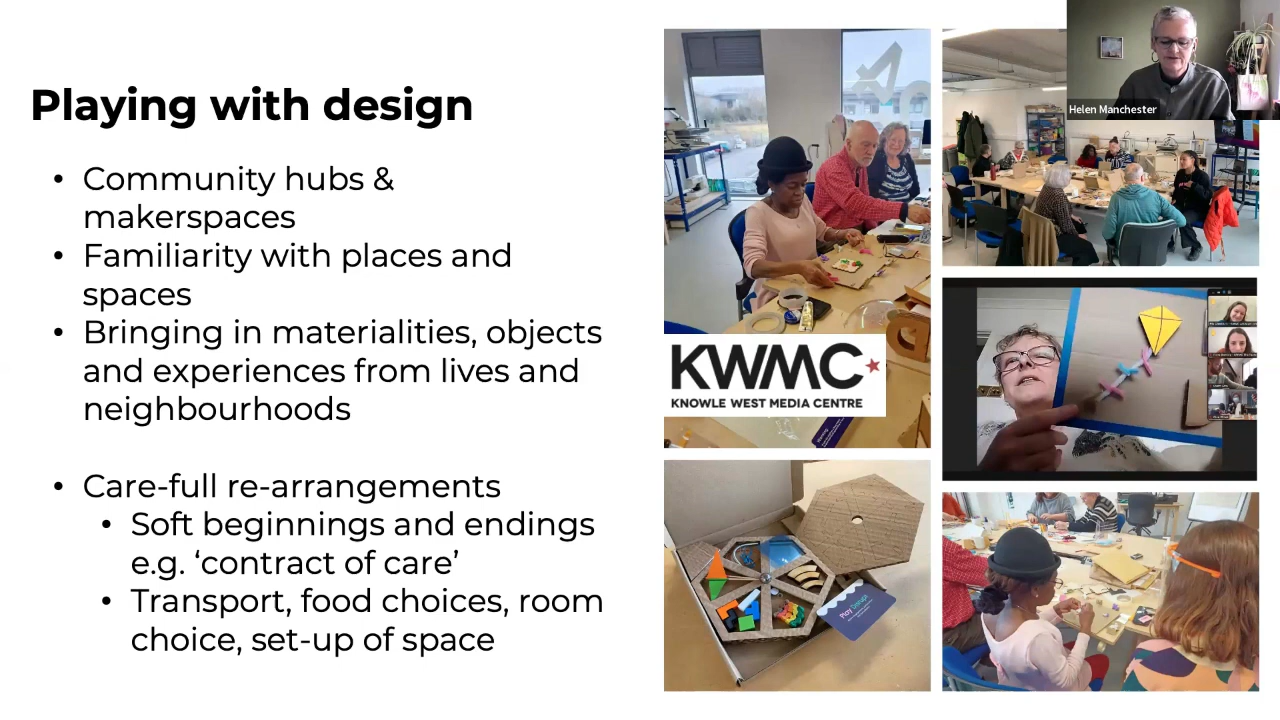 Playing with design
• Community hubs &
makerspaces
• Familiarity with places and
spaces
• Bringing in materialities, objects
and experiences from lives and
neighbourhoods
• Care-full re-arrangements
• Soft beginnings and endings
e.g. ‘contract of care’
• Transport, food choices, room
choice, set-up of space
KWMC
KNOWLE WEST MEDIA CENTRE
Helen Manchester
Play Disrupt